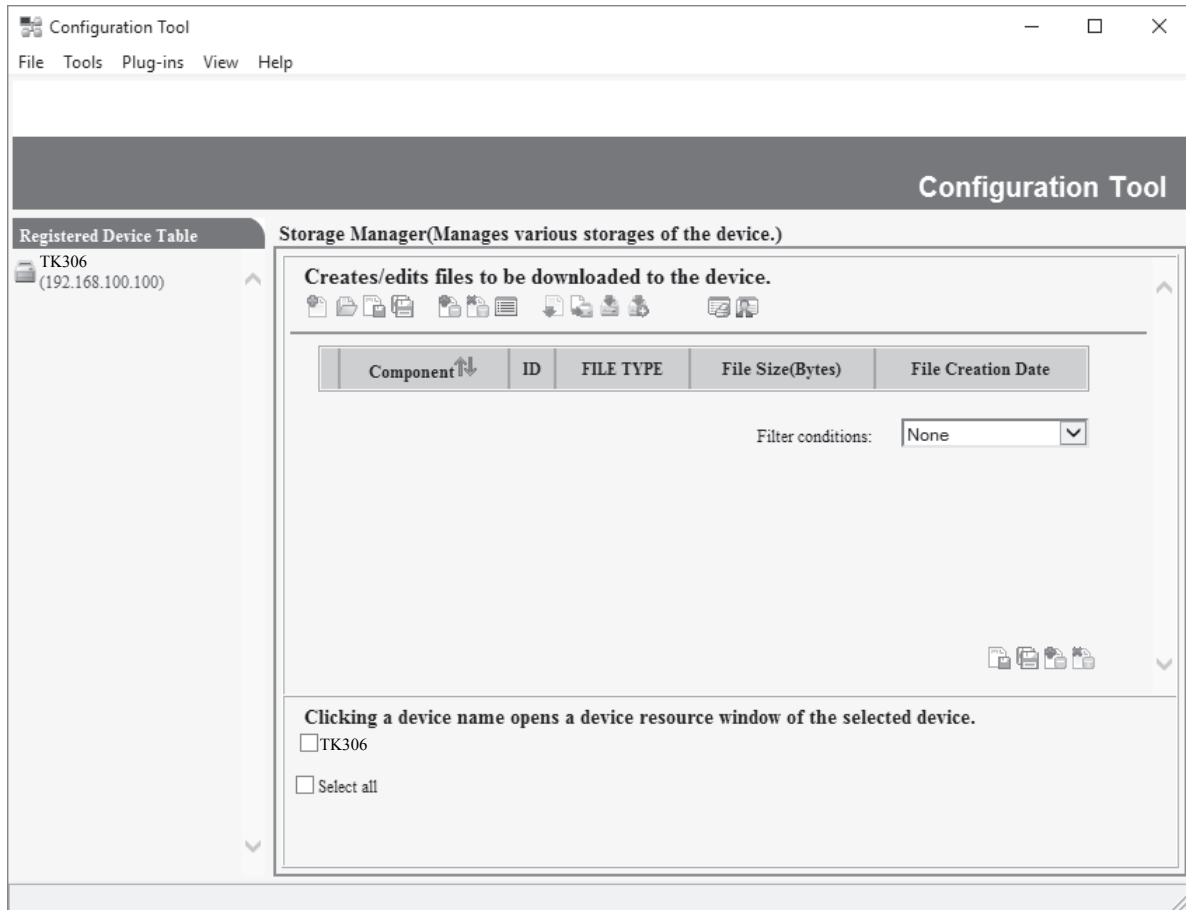 Configuration Tool
File Tools Plug-ins View Help
Configuration Tool
Registered Device Table
TK306
(192.168.100.100)
Storage Manager(Manages various storages of the device.)
Creates/edits files to be downloaded to the device.
Component ID FILE TYPE File Size(Bytes) File Creation Date
Filter conditions: None
Clicking a device name opens a device resource window of the selected device.
TK306
Select all